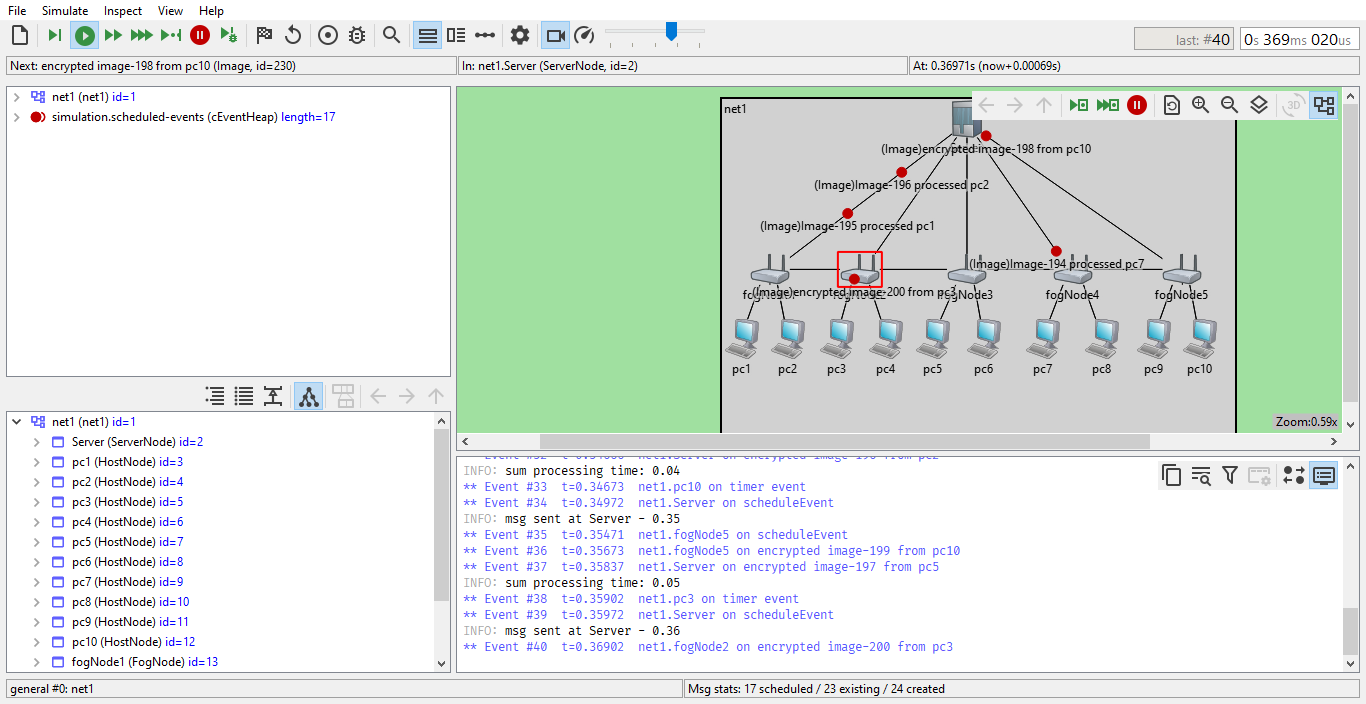 File Simulate Inspect View Help
last: #40 0s 369ms 020us
Next: encrypted image-198 from pc10 (Image, id=230) In: net1.Server (ServerNode, id=2) At: 0.36971s (now+0.00069s)
net1 (net1) id=1
simulation.scheduled-events (cEventHeap) length=17
net1
3D
(Image)encrypted image-198 from pc10
(Image)Image-196 processed pc2
(Image)Image-195 processed pc1
(Image)Image-194 processed pc7
(Image)encrypted image-200 from pc3
fogNode3 fogNode4 fogNode5
pc1 pc2 pc3 pc4 pc5 pc6 pc7 pc8 pc9 pc10
Zoom:0.59x
net1 (net1) id=1
Server (ServerNode) id=2
pc1 (HostNode) id=3
pc2 (HostNode) id=4
pc3 (HostNode) id=5
pc4 (HostNode) id=6
pc5 (HostNode) id=7
pc6 (HostNode) id=8
pc7 (HostNode) id=9
pc8 (HostNode) id=10
pc9 (HostNode) id=11
pc10 (HostNode) id=12
fogNode1 (FogNode) id=13
INFO: sum processing time: 0.04
** Event #33 t=0.34673 net1.pc10 on timer event
** Event #34 t=0.34972 net1.Server on scheduleEvent
INFO: msg sent at Server - 0.35
** Event #35 t=0.35471 net1.fogNode5 on scheduleEvent
** Event #36 t=0.35673 net1.fogNode5 on encrypted image-199 from pc10
** Event #37 t=0.35837 net1.Server on encrypted image-197 from pc5
INFO: sum processing time: 0.05
** Event #38 t=0.35902 net1.pc3 on timer event
** Event #39 t=0.35972 net1.Server on scheduleEvent
INFO: msg sent at Server - 0.36
** Event #40 t=0.36902 net1.fogNode2 on encrypted image-200 from pc3
general #0: net1 Msg stats: 17 scheduled / 23 existing / 24 created